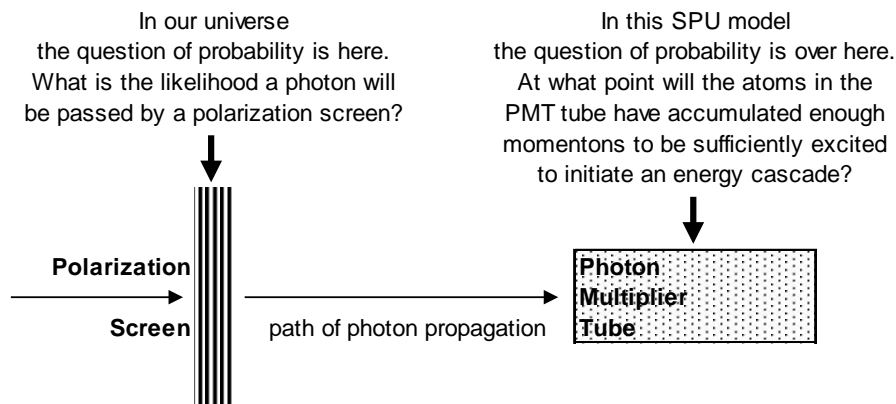 In our universe
the question of probability is here.
What is the likelihood a photon will
be passed by a polarization screen?
In this SPU model
the question of probability is over here.
At what point will the atoms in the
PMT tube have accumulated enough
momentons to be sufficiently excited
to initiate an energy cascade?
Polarization
Screen
path of photon propagation
Photon
Multiplier
Tube